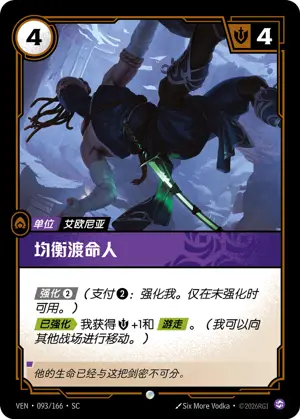 4
4
单位 艾欧尼亚
均衡渡命人
强化 2 (支付 2：强化我。仅在未强化时
可用。)
已强化 我获得 +1和 游走 。(我可以向
其他战场进行移动。)
他的生命已经与这把剑密不可分。
VEN · 093/166 · SC
Six More Vodka · ©2026RGI